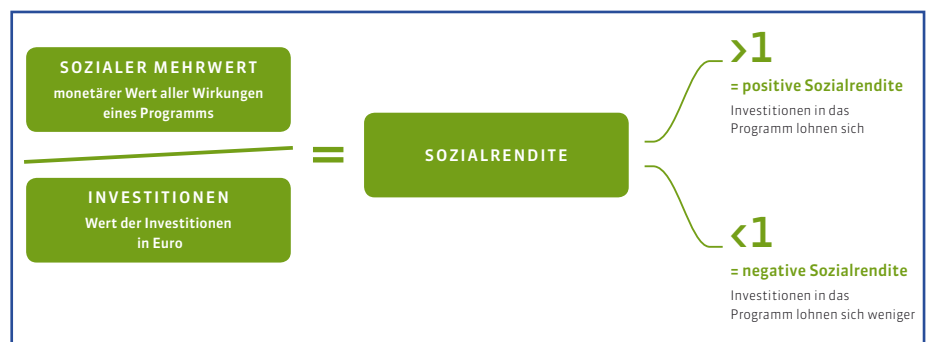 SOZIALER MEHRWERT
monetärer Wert aller Wirkungen
eines Programms
INVESTITIONEN
Wert der Investitionen
in Euro
=
SOZIALRENDITE
>1
= positive Sozialrendite
Investitionen in das
Programm lohnen sich
<1
= negative Sozialrendite
Investitionen in das
Programm lohnen sich weniger